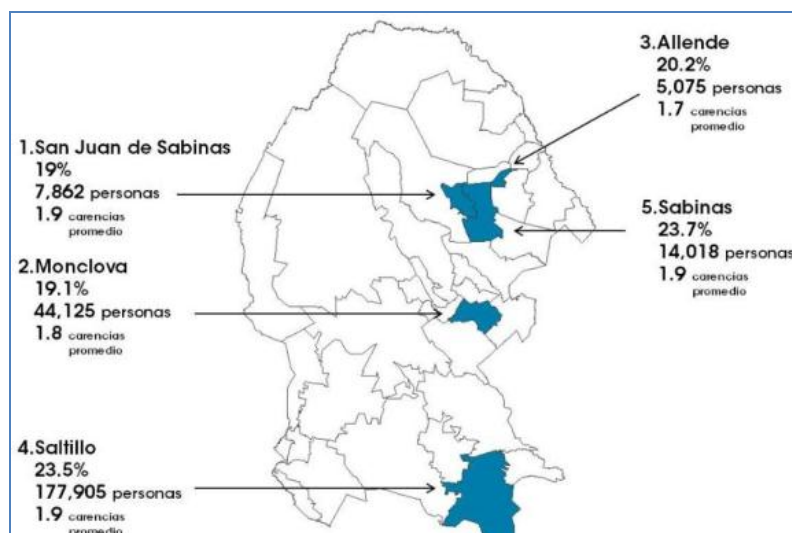 3.Allende
20.2%
5,075 personas
1.7 carencias
promedio
1.San Juan de Sabinas
19%
7,862 personas
1.9 carencias
promedio
5.Sabinas
23.7%
14,018 personas
1.9 carencias
promedio
2.Monclova
19.1%
44,125 personas
1.8 carencias
promedio
4.Saltillo
23.5%
177,905 personas
1.9 carencias
promedio